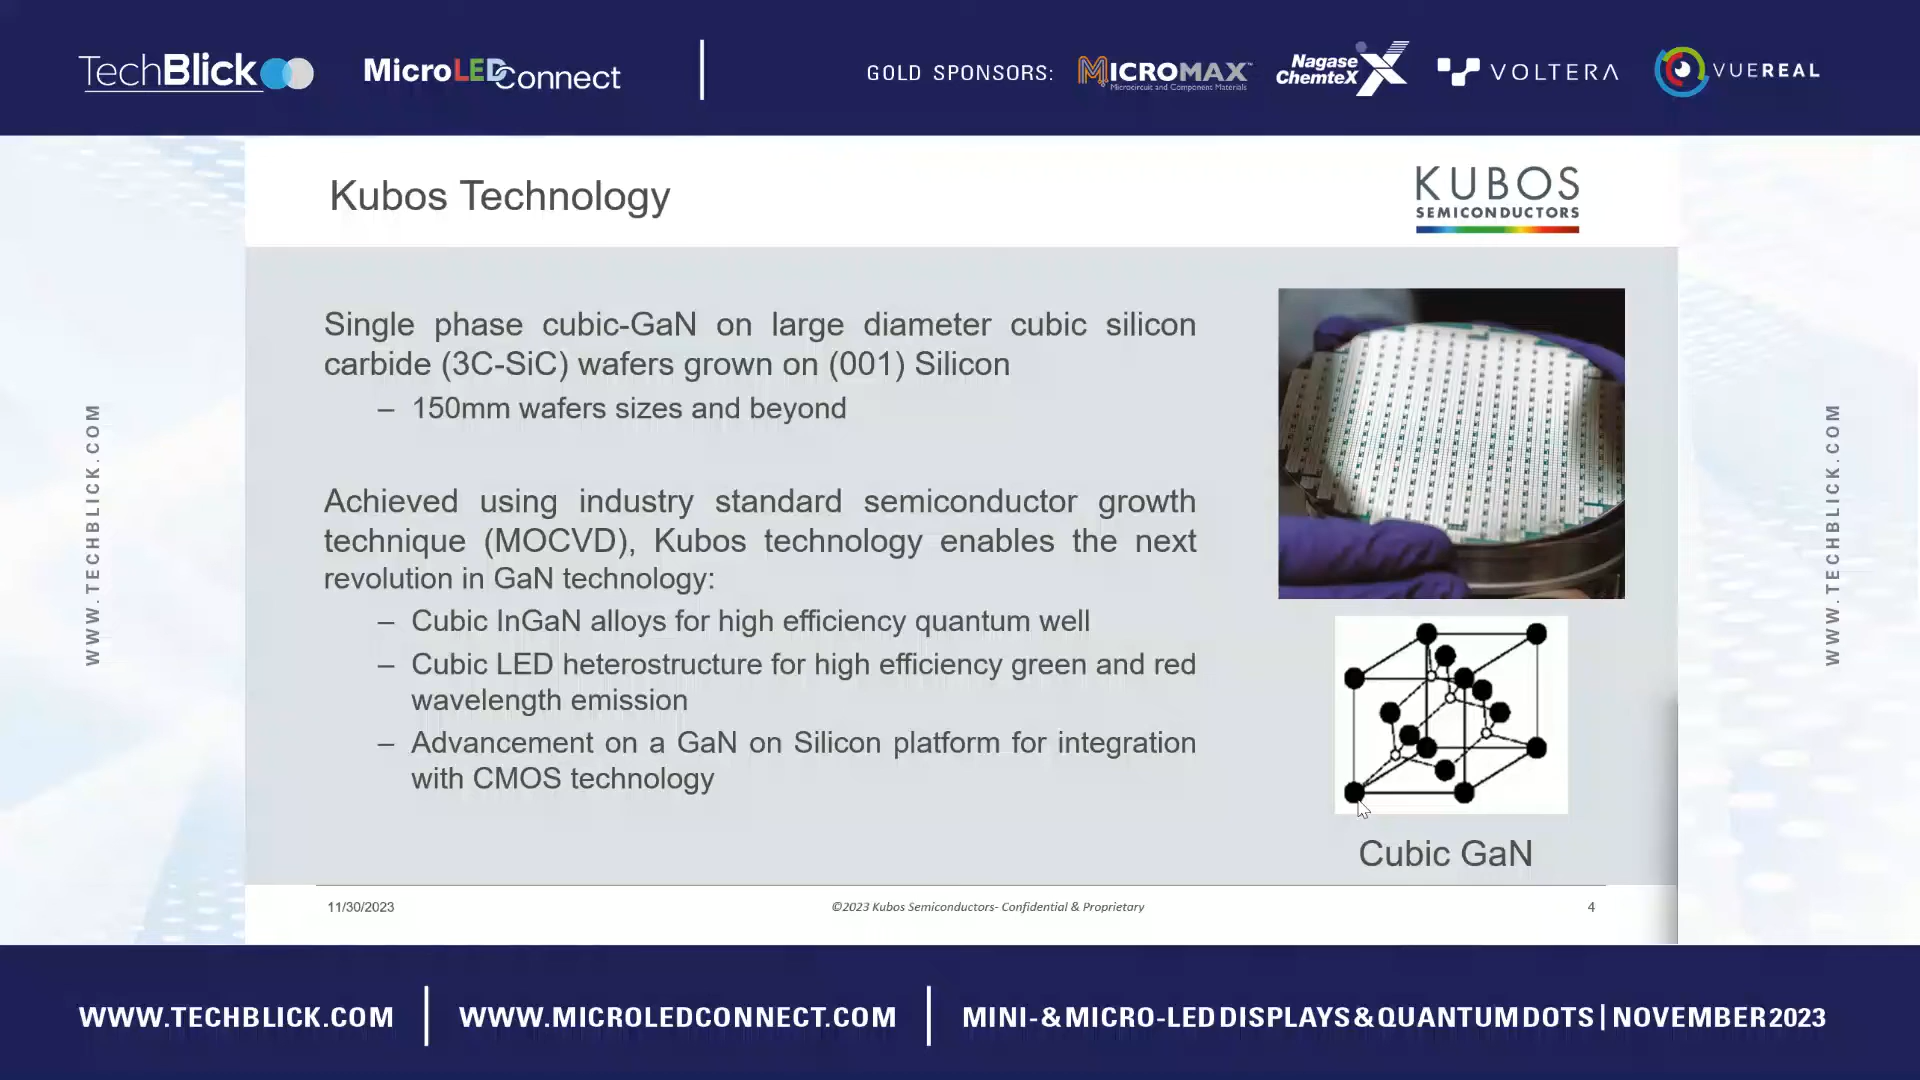 TechBlick
MicroLED Connect
GOLD SPONSORS:
MICROMAX™
Microcircuit and Component Materials
Nagase
ChemteX
VOLTERA
VUEREAL
Kubos Technology
KUBOS
SEMICONDUCTORS
Single phase cubic-GaN on large diameter cubic silicon
carbide (3C-SiC) wafers grown on (001) Silicon
– 150mm wafers sizes and beyond
Achieved using industry standard semiconductor growth
technique (MOCVD), Kubos technology enables the next
revolution in GaN technology:
– Cubic InGaN alloys for high efficiency quantum well
– Cubic LED heterostructure for high efficiency green and red
wavelength emission
– Advancement on a GaN on Silicon platform for integration
with CMOS technology
Cubic GaN
11/30/2023
©2023 Kubos Semiconductors- Confidential & Proprietary
4
WWW.TECHBLICK.COM
WWW.TECHBLICK.COM
WWW.TECHBLICK.COM
WWW.MICROLEDCONNECT.COM
MINI- & MICRO-LED DISPLAYS & QUANTUM DOTS | NOVEMBER 2023